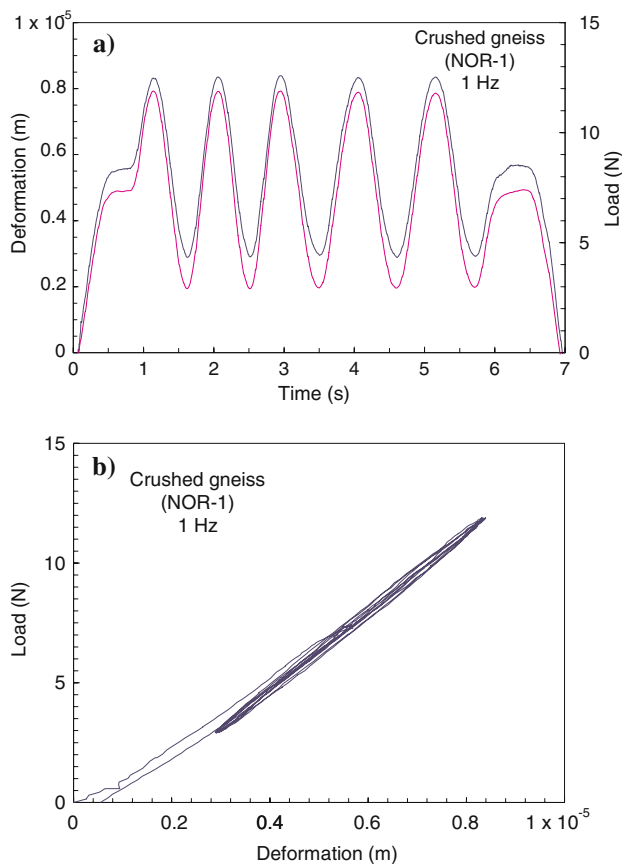 1 x 10-5
a)
Crushed gneiss
(NOR-1)
1 Hz
15
0.8
10
0.6
0.4
5
0.2
0
0
Deformation (m)
Load (N)
0 1 2 3 4 5 6 7
Time (s)
15
b)
Crushed gneiss
(NOR-1)
1 Hz
10
5
0
Load (N)
0 0.2 0.4 0.6 0.8 1 x 10-5
Deformation (m)